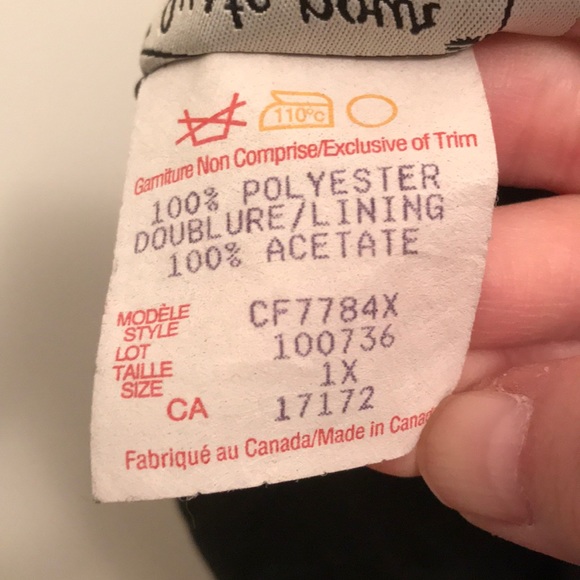 110°c
Garniture Non Comprise/Exclusive of Trim
100% POLYESTER
DOUBLURE/LINING
100% ACETATE
MODÈLE
STYLE CF7784X
LOT 100736
TAILLE
SIZE 1X
CA 17172
Fabriqué au Canada/Made in Canad